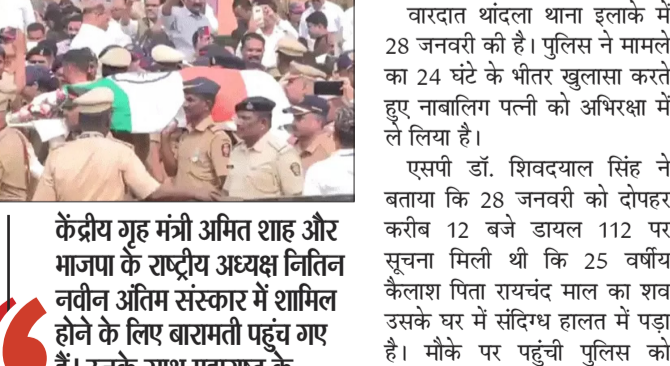 केंद्रीय गृह मंत्री अमित शाह और
भाजपा के राष्ट्रीय अध्यक्ष नितिन
नवीन अंतिम संस्कार में शामिल
होने के लिए बारामती पहुंच गए
वारदात थांदला थाना इलाके में
28 जनवरी की है। पुलिस ने मामले
का 24 घंटे के भीतर खुलासा करते
हुए नाबालिग पत्नी को अभिरक्षा में
ले लिया है।
एसपी डॉ. शिवदयाल सिंह ने
बताया कि 28 जनवरी को दोपहर
करीब 12 बजे डायल 112 पर
सूचना मिली थी कि 25 वर्षीय
कैलाश पिता रायचंद माल का शव
उसके घर में संदिग्ध हालत में पड़ा
है। मौके पर पहुंची पुलिस को